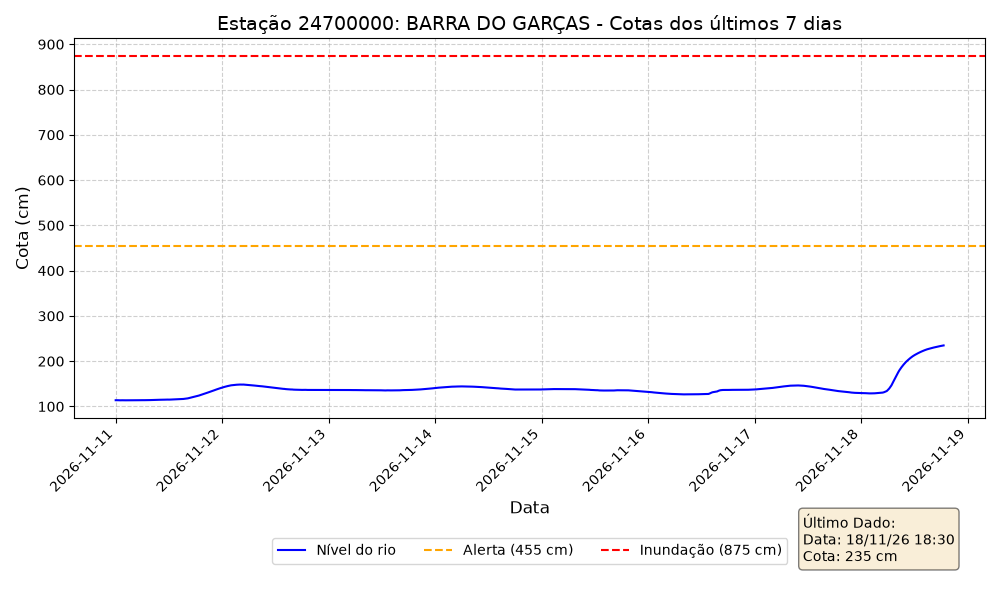 Estação 24700000: BARRA DO GARÇAS - Cotas dos últimos 7 dias
Cota (cm)
900
800
700
600
500
400
300
200
100
2026-11-11
2026-11-12
2026-11-13
2026-11-14
2026-11-15
2026-11-16
2026-11-17
2026-11-18
2026-11-19
Data
Nível do rio
Alerta (455 cm)
Inundação (875 cm)
Último Dado:
Data: 18/11/26 18:30
Cota: 235 cm